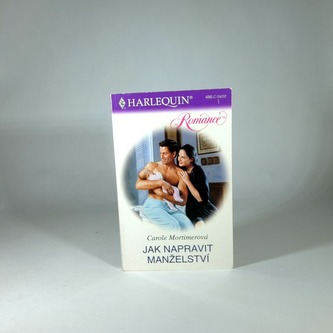 HARLEQUIN®
Romance
Carole Mortimerová
JAK NAPRAVIT
MANŽELSTVÍ